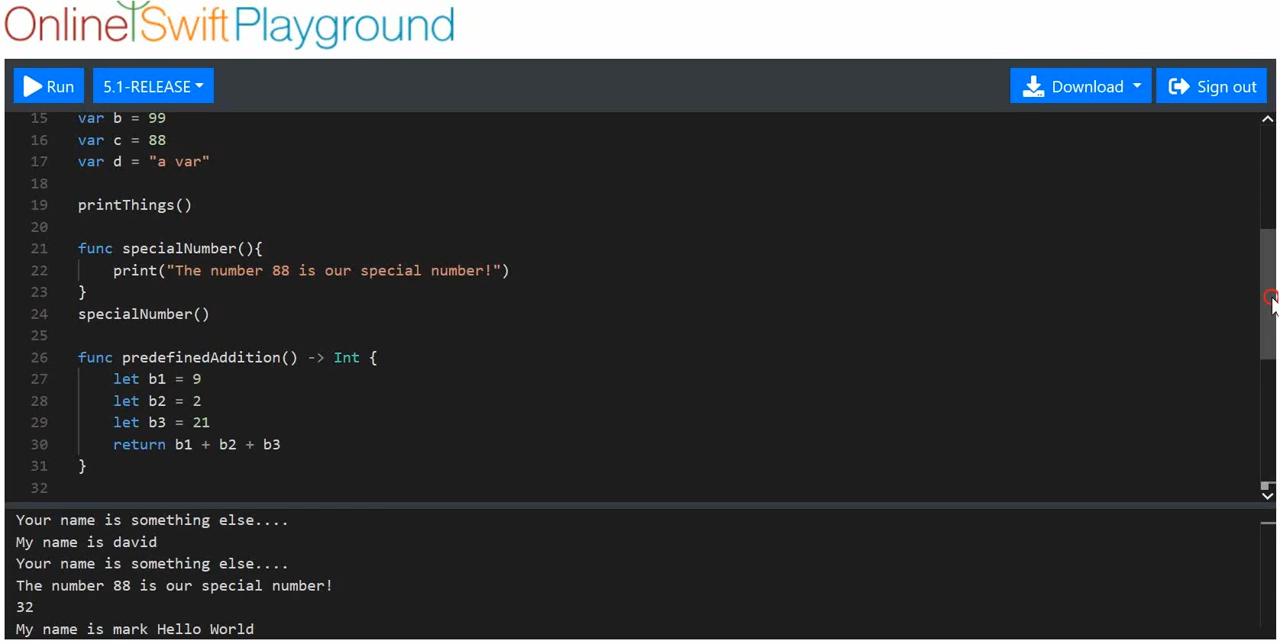 OnlineSwiftPlayground
Run 5.1-RELEASE Download Sign out
15 var b = 99
16 var c = 88
17 var d = "a var"
18
19 printThings()
20
21 func specialNumber(){
22 print("The number 88 is our special number!")
23 }
24 specialNumber()
25
26 func predefinedAddition() -> Int {
27 let b1 = 9
28 let b2 = 2
29 let b3 = 21
30 return b1 + b2 + b3
31 }
32
Your name is something else....
My name is david
Your name is something else....
The number 88 is our special number!
32
My name is mark Hello World